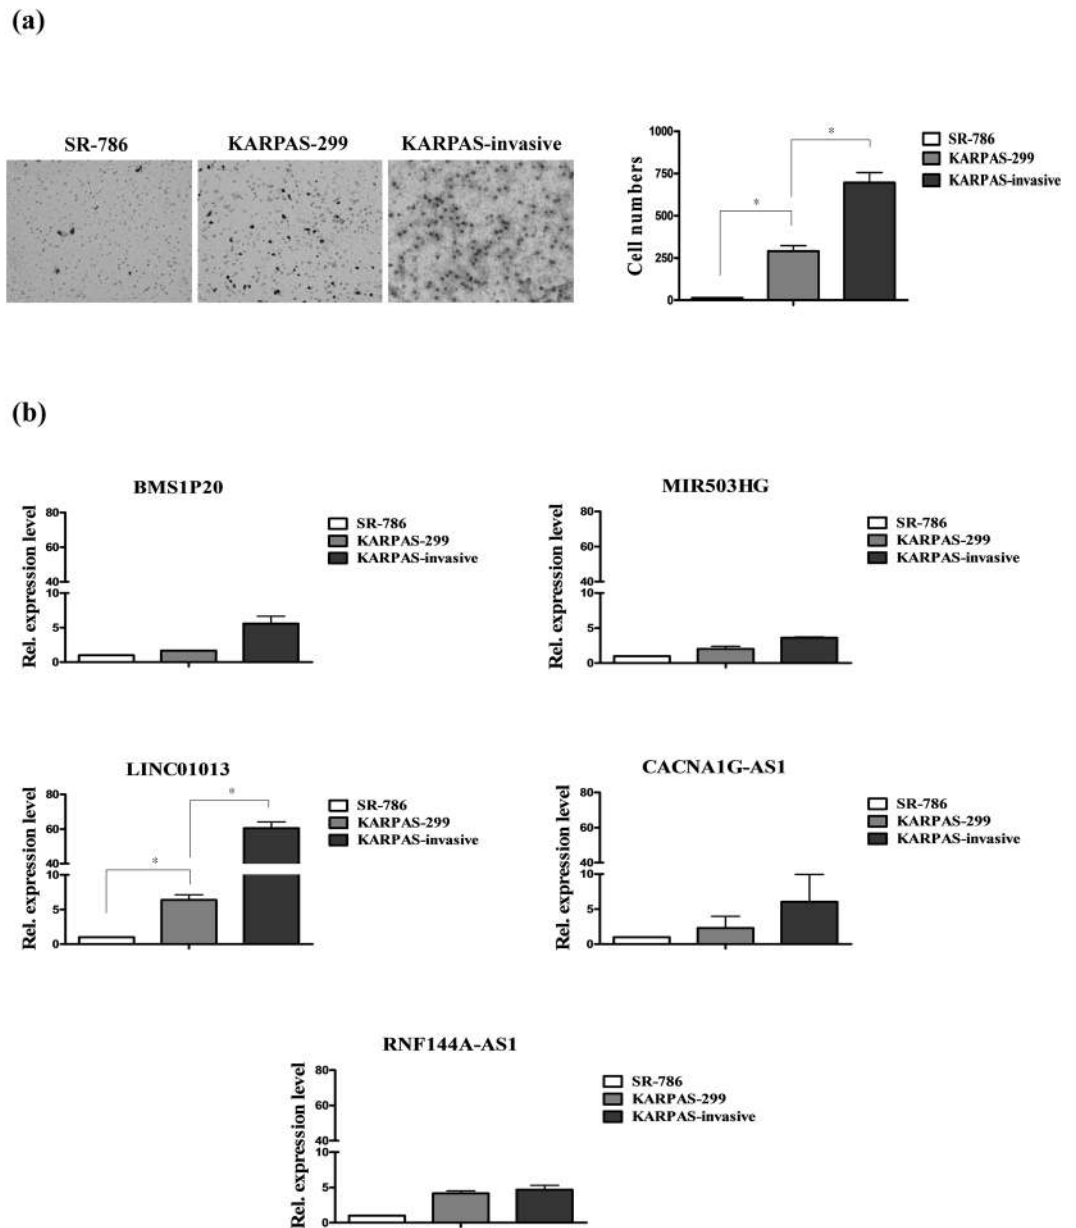 (a)
SR-786 KARPAS-299 KARPAS-invasive
Cell numbers
1000
750
500
250
0
*
*
SR-786
KARPAS-299
KARPAS-invasive
(b)
BMS1P20
Rel. expression level
80
60
40
10
5
0
SR-786
KARPAS-299
KARPAS-invasive
MIR503HG
Rel. expression level
80
60
40
10
5
0
SR-786
KARPAS-299
KARPAS-invasive
LINC01013
Rel. expression level
80
60
40
10
5
0
*
*
SR-786
KARPAS-299
KARPAS-invasive
CACNA1G-AS1
Rel. expression level
80
60
40
10
5
0
SR-786
KARPAS-299
KARPAS-invasive
RNF144A-AS1
Rel. expression level
80
60
40
10
5
0
SR-786
KARPAS-299
KARPAS-invasive